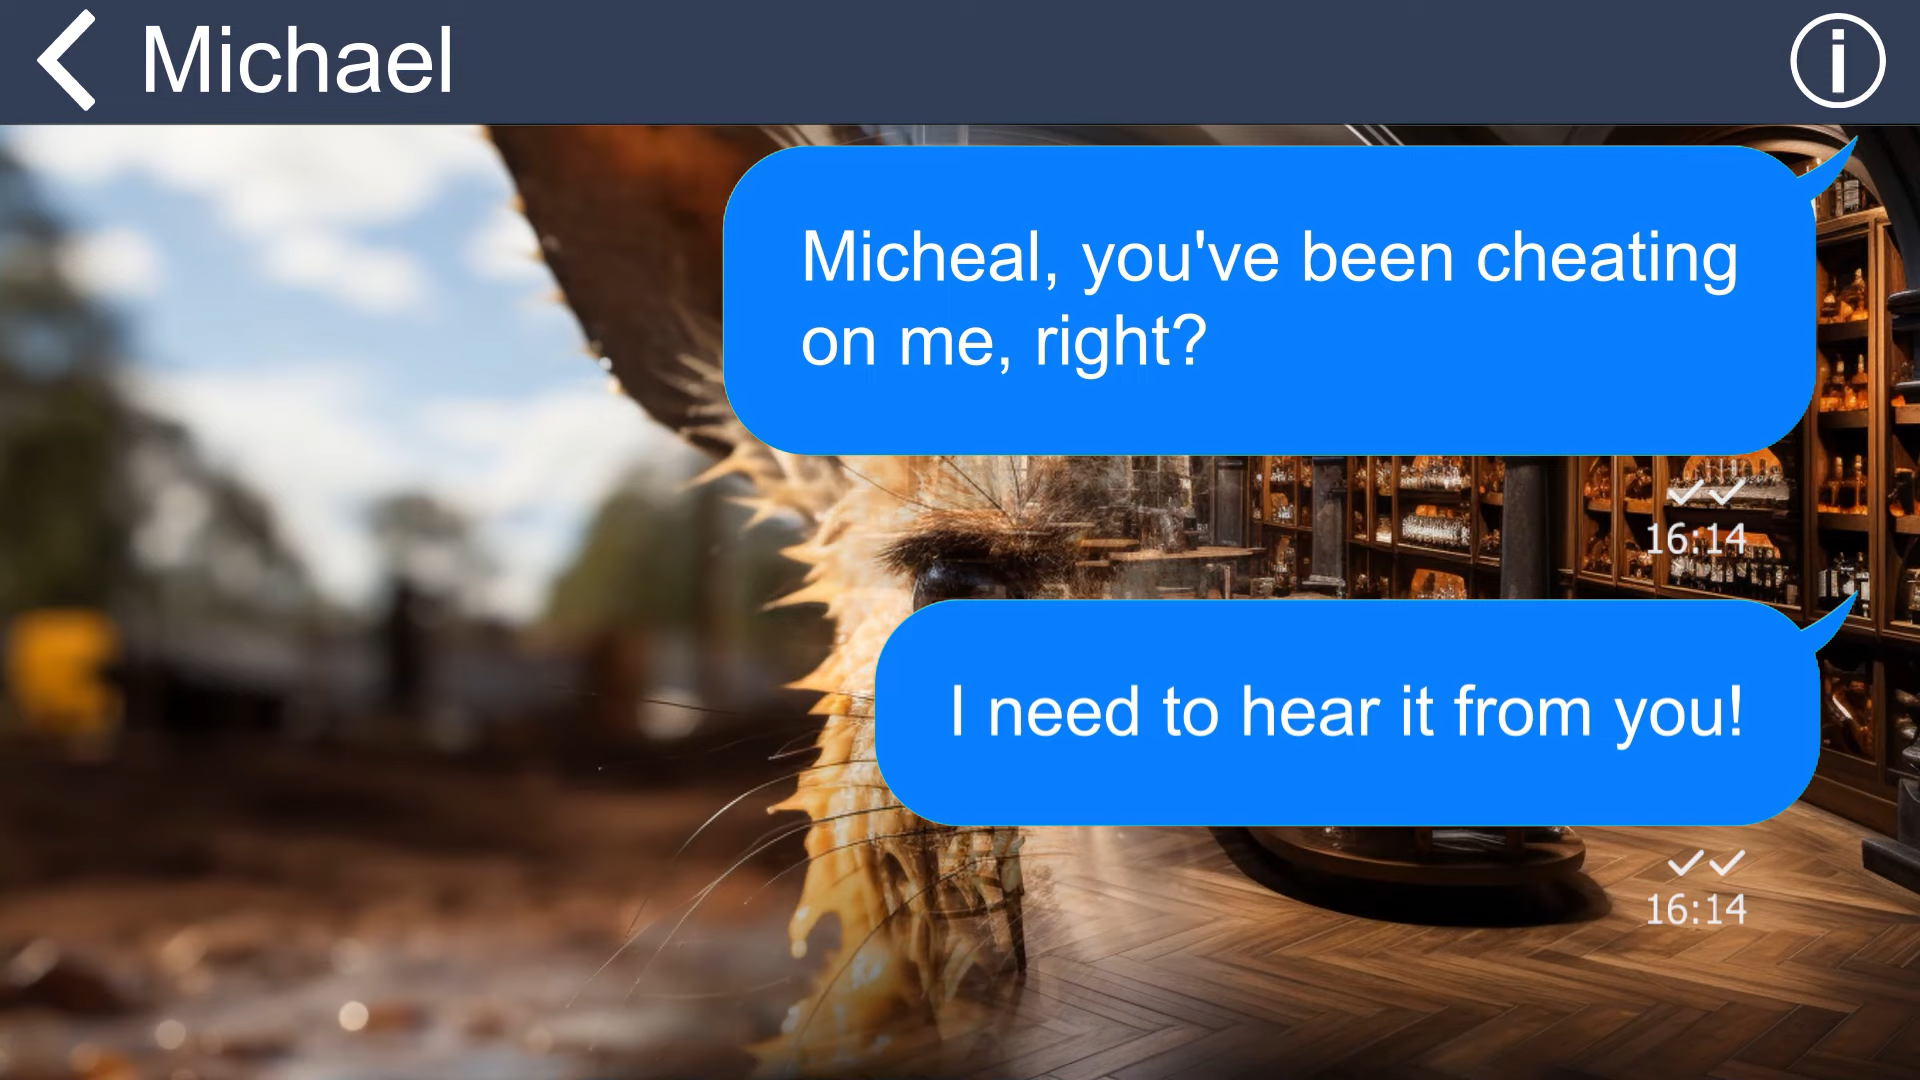 Michael
Micheal, you've been cheating
on me, right?
16:14
I need to hear it from you!
16:14